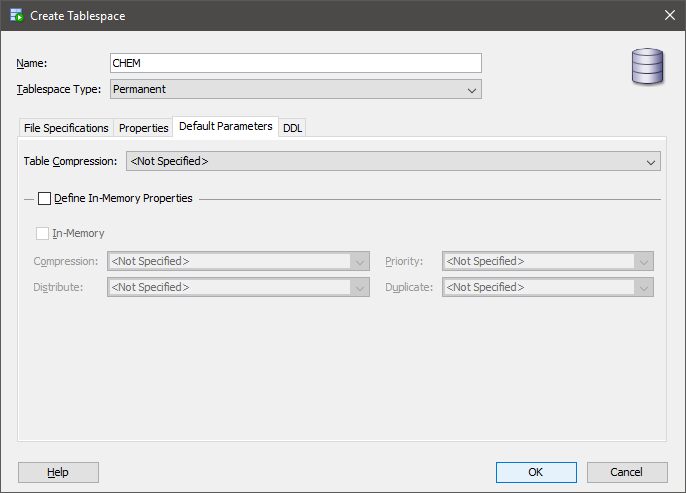 Create Tablespace
Name: CHEM
Tablespace Type: Permanent
File Specifications Properties Default Parameters DDL
Table Compression: <Not Specified>
Define In-Memory Properties
In-Memory
Compression: <Not Specified> Priority: <Not Specified>
Distribute: <Not Specified> Duplicate: <Not Specified>
Help OK Cancel